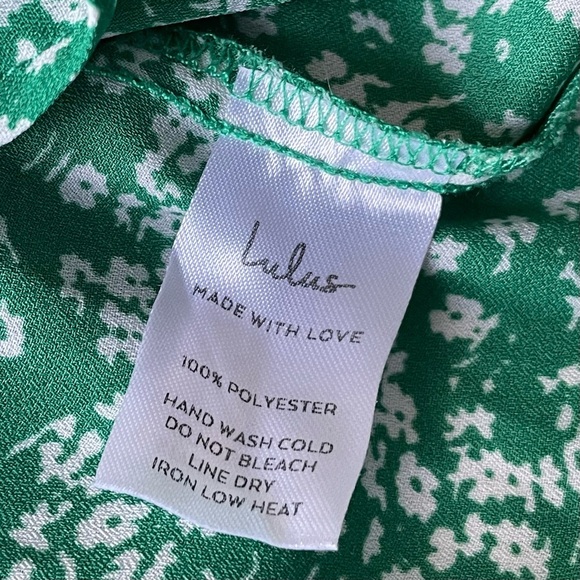 Lulus
MADE WITH LOVE
100% POLYESTER
HAND WASH COLD
DO NOT BLEACH
LINE DRY
IRON LOW HEAT